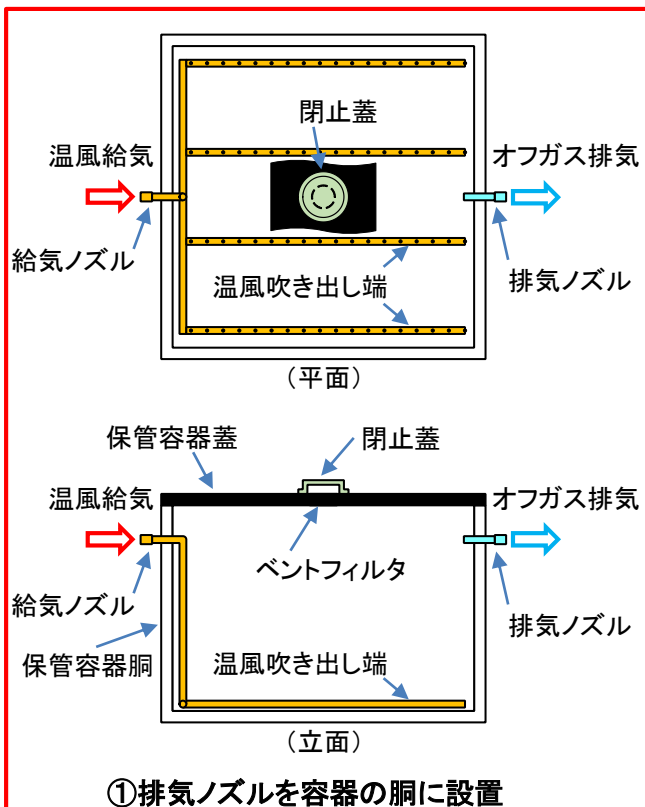 閉止蓋
温風給気
オフガス排気
給気ノズル
排気ノズル
温風吹き出し端
（平面）
保管容器蓋
閉止蓋
温風給気
オフガス排気
ベントフィルタ
給気ノズル
排気ノズル
保管容器胴
温風吹き出し端
（立面）
①排気ノズルを容器の胴に設置